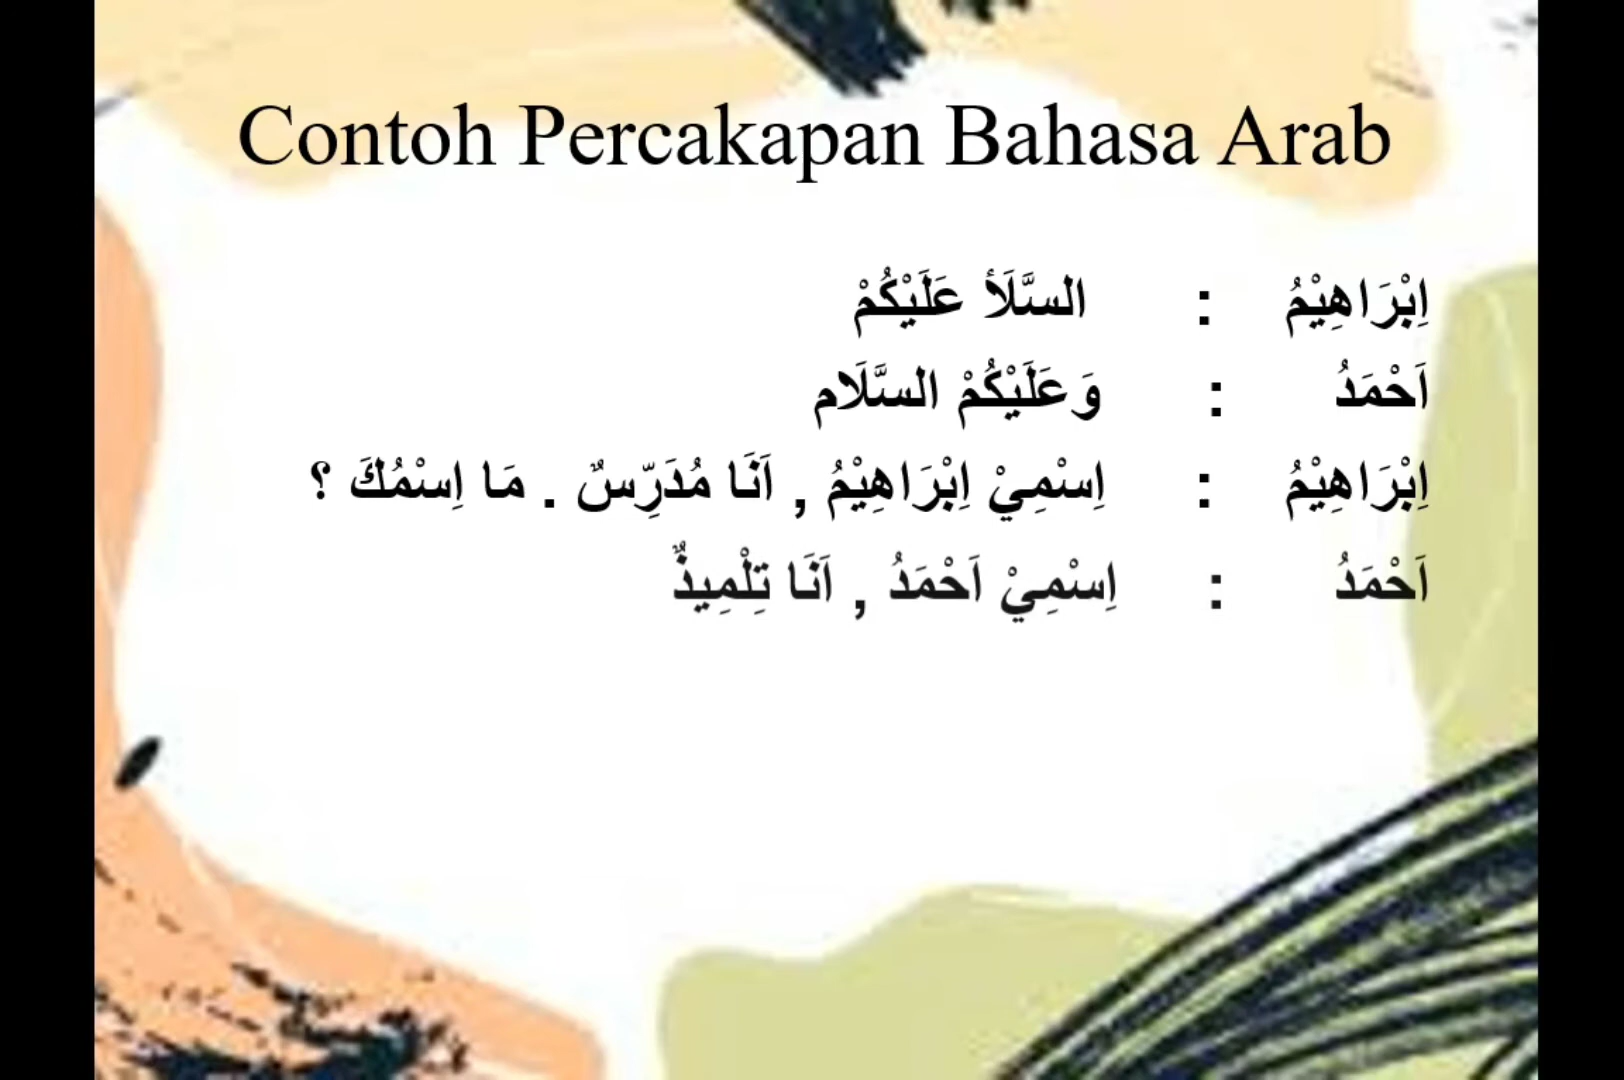 Contoh Percakapan Bahasa Arab
اِبْرَاهِيْمُ : السَّلَأ عَلَيْكُمْ
اَحْمَدُ : وَعَلَيْكُمْ السَّلَام
اِبْرَاهِيْمُ : اِسْمِيْ اِبْرَاهِيْمُ , اَنَا مُدَرِّسٌ . مَا اِسْمُكَ ؟
اَحْمَدُ : اِسْمِيْ اَحْمَدُ , اَنَا تِلْمِيذٌ